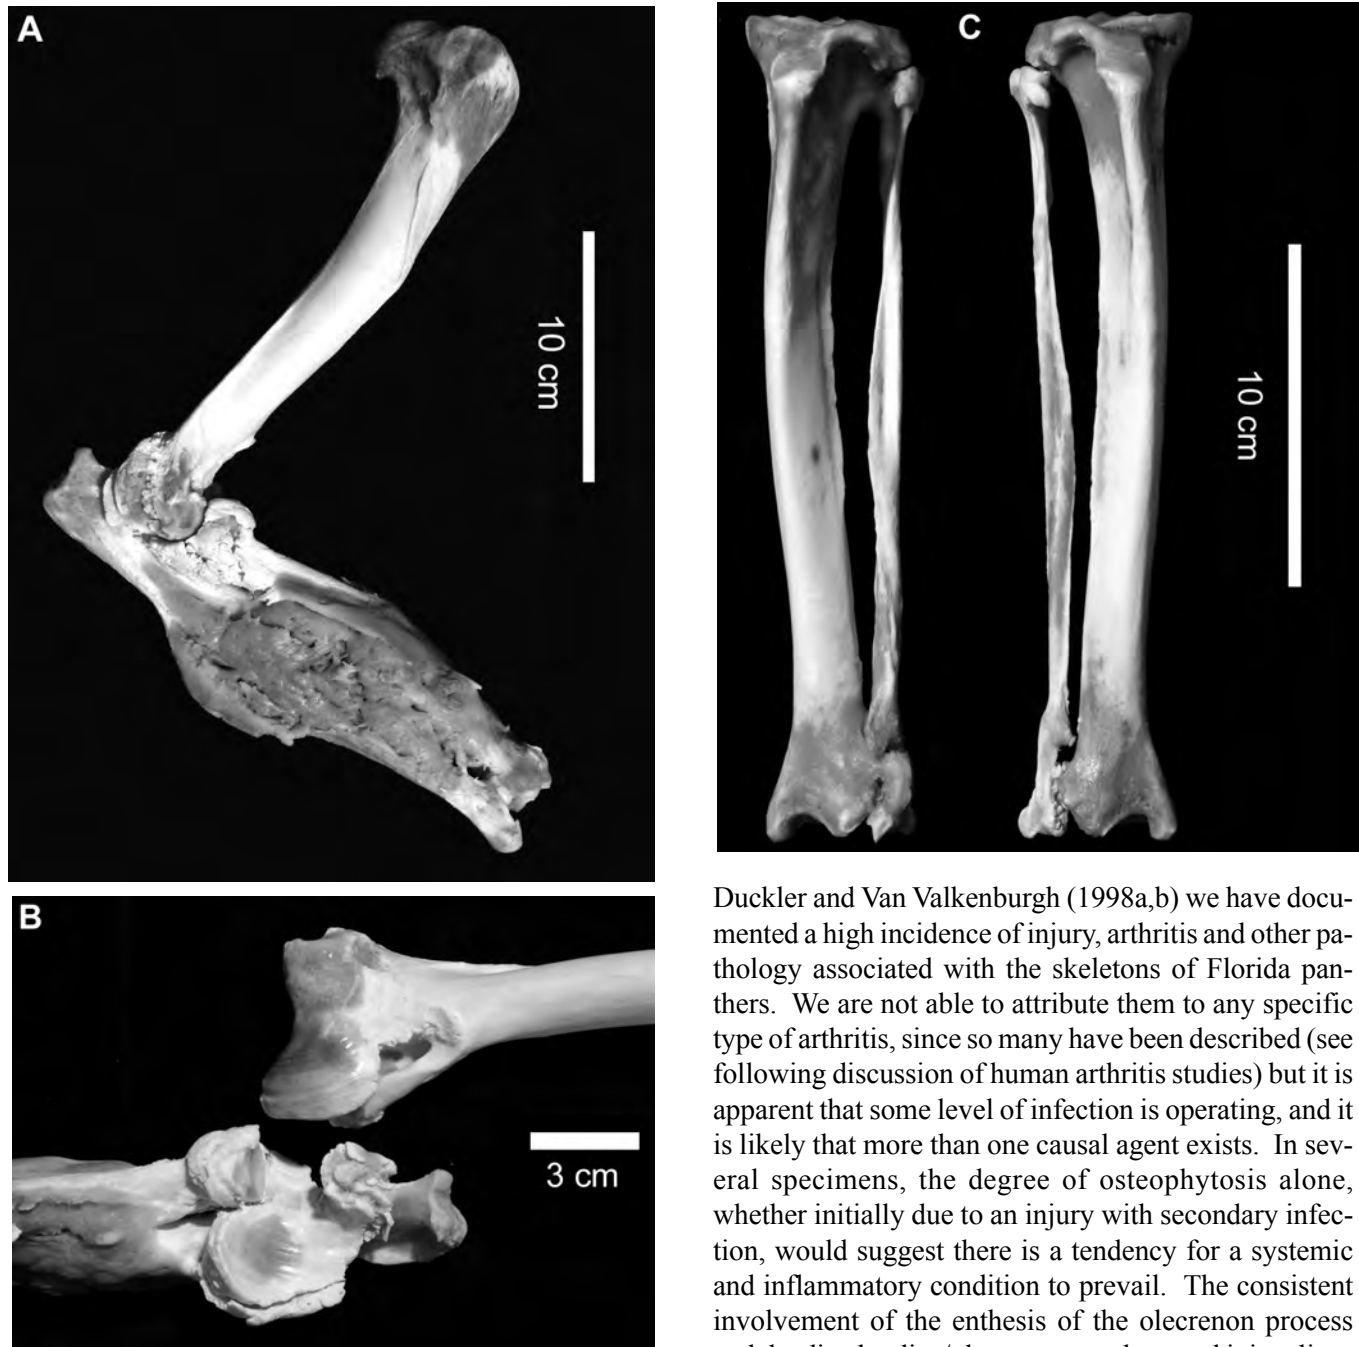 A
10 cm
B
3 cm
C
10 cm
Duckler and Van Valkenburgh (1998a,b) we have docu-
mented a high incidence of injury, arthritis and other pa-
thology associated with the skeletons of Florida pan-
thers. We are not able to attribute them to any specific
type of arthritis, since so many have been described (see
following discussion of human arthritis studies) but it is
apparent that some level of infection is operating, and it
is likely that more than one causal agent exists. In sev-
eral specimens, the degree of osteophytosis alone,
whether initially due to an injury with secondary infec-
tion, would suggest there is a tendency for a systemic
and inflammatory condition to prevail. The consistent
involvement of the enthesis of the olecrenon process